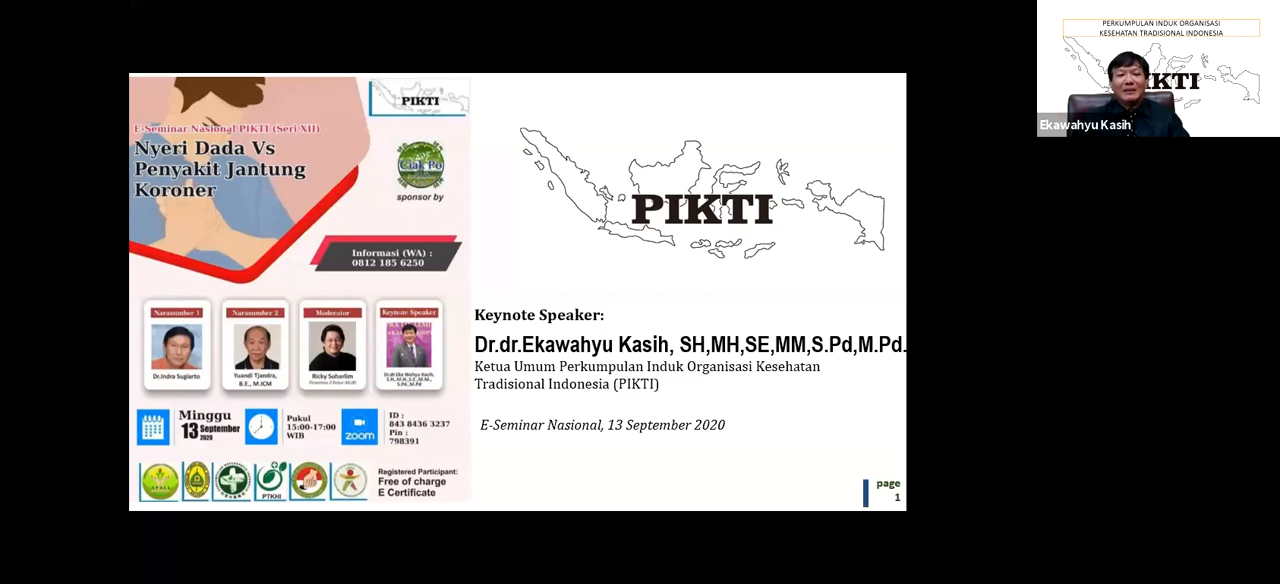 PIKTI
E-Seminar Nasional PIKTI (Seri XII)
Nyeri Dada Vs
Penyakit Jantung
Koroner
Ciak Po
sponsor by
Informasi (WA) :
0812 185 6250
Narasumber 1
Narasumber 2
Moderator
Keynote Speaker
Dr.Indra Sugiarto
Yuandi Tjandra,
B.E., M.ICM
Ricky Suharlim
S.H.,M.H.,S.E.,M.M.,
S.Pd.,M.Pd
Minggu
13 September
2020
Pukul
15:00-17:00
WIB
zoom
ID :
843 8436 3237
Pin :
798391
PTKHI
Registered Participant:
Free of charge
E Certificate
PIKTI
Keynote Speaker:
Dr.dr.Ekawahyu Kasih, SH,MH,SE,MM,S.Pd,M.Pd.
Ketua Umum Perkumpulan Induk Organisasi Kesehatan
Tradisional Indonesia (PIKTI)
E-Seminar Nasional, 13 September 2020
page
1
PERKUMPULAN INDUK ORGANISASI
KESEHATAN TRADISIONAL INDONESIA
IKTI
Ekawahyu Kasih